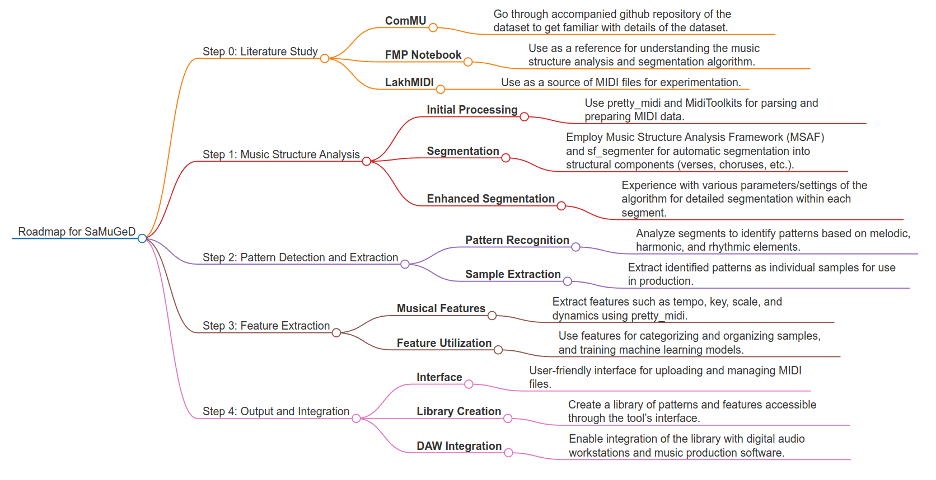 Roadmap for SaMuGeD
Step 0: Literature Study
ComMU
Go through accompanied github repository of the
dataset to get familiar with details of the dataset.
FMP Notebook
Use as a reference for understanding the music
structure analysis and segmentation algorithm.
LakhMIDI
Use as a source of MIDI files for experimentation.
Step 1: Music Structure Analysis
Initial Processing
Use pretty_midi and MidiToolkits for parsing and
preparing MIDI data.
Segmentation
Employ Music Structure Analysis Framework (MSAF)
and sf_segmenter for automatic segmentation into
structural components (verses, choruses, etc.).
Enhanced Segmentation
Experience with various parameters/settings of the
algorithm for detailed segmentation within each
segment.
Step 2: Pattern Detection and Extraction
Pattern Recognition
Analyze segments to identify patterns based on melodic,
harmonic, and rhythmic elements.
Sample Extraction
Extract identified patterns as individual samples for use
in production.
Step 3: Feature Extraction
Musical Features
Extract features such as tempo, key, scale, and
dynamics using pretty_midi.
Feature Utilization
Use features for categorizing and organizing samples,
and training machine learning models.
Step 4: Output and Integration
Interface
User-friendly interface for uploading and managing MIDI
files.
Library Creation
Create a library of patterns and features accessible
through the tool's interface.
DAW Integration
Enable integration of the library with digital audio
workstations and music production software.